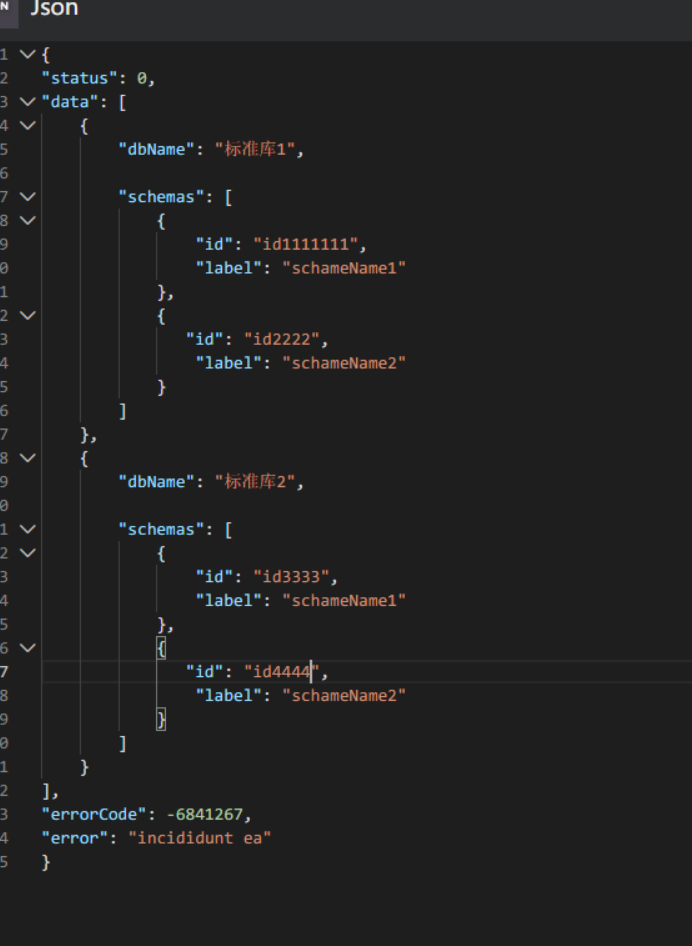 N Json
1 {
2 "status": 0,
3 "data": [
4 {
5 "dbName": "标准库1",
6
7 "schemas": [
8 {
9 "id": "id1111111",
0 "label": "schameName1"
1 },
2 {
3 "id": "id2222",
4 "label": "schameName2"
5 }
6 ]
7 },
8 {
9 "dbName": "标准库2",
0
1 "schemas": [
2 {
3 "id": "id3333",
4 "label": "schameName1"
5 },
6 {
7 "id": "id4444",
8 "label": "schameName2"
9 }
0 ]
1 }
2 ],
3 "errorCode": -6841267,
4 "error": "incididunt ea"
5 }